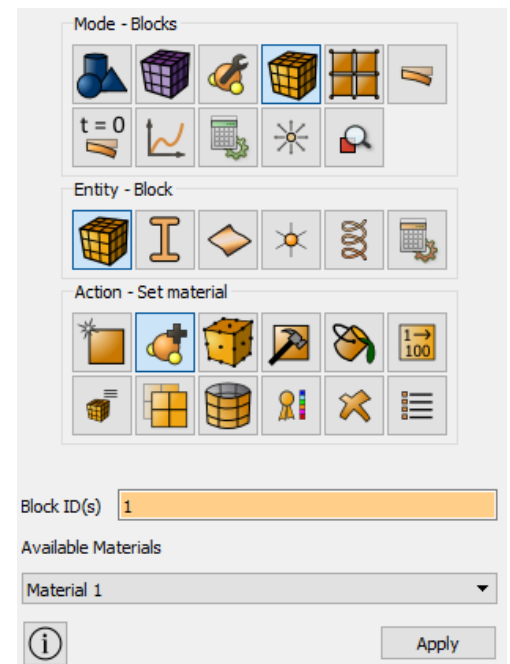 Mode - Blocks
t = 0
Entity - Block
Action - Set material
1→
100
Block ID(s) 1
Available Materials
Material 1
i Apply